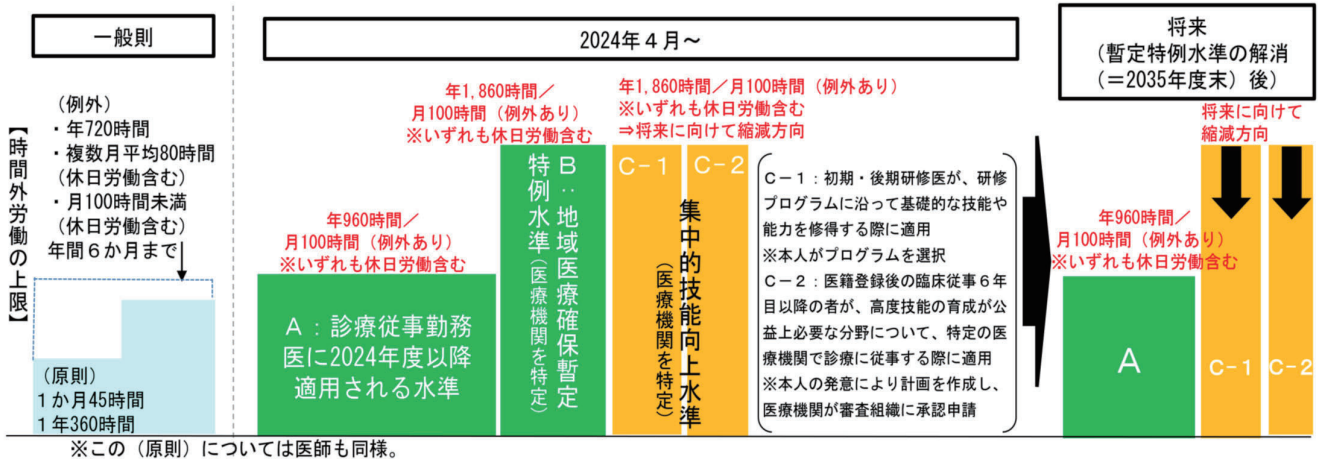 一般則
2024年4月～
将来
(暫定特例水準の解消
(=2035年度末)後)
【時間外労働の上限】
(例外)
・年720時間
・複数月平均80時間
(休日労働含む)
・月100時間未満
(休日労働含む)
年間6か月まで
(原則)
1か月45時間
1年360時間
年960時間/
月100時間(例外あり)
※いずれも休日労働含む
A:診療従事勤務
医に2024年度以降
適用される水準
年1,860時間/
月100時間(例外あり)
※いずれも休日労働含む
B:地域医療確保暫定
特例水準(医療機関を特定)
年1,860時間/月100時間(例外あり)
※いずれも休日労働含む
⇒将来に向けて縮減方向
C-1
C-2
集中的技能向上水準
(医療機関を特定)
C-1:初期・後期研修医が、研修
プログラムに沿って基礎的な技能や
能力を修得する際に適用
※本人がプログラムを選択
C-2:医籍登録後の臨床従事6年
目以降の者が、高度技能の育成が公
益上必要な分野について、特定の医
療機関で診療に従事する際に適用
※本人の発意により計画を作成し、
医療機関が審査組織に承認申請
年960時間/
月100時間(例外あり)
※いずれも休日労働含む
A
将来に向けて
縮減方向
C-1
C-2
※この(原則)については医師も同様。